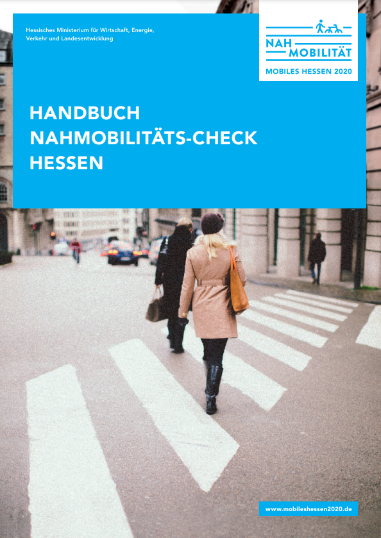 Hessisches Ministerium für Wirtschaft, Energie,
Verkehr und Landesentwicklung
NAH
MOBILITÄT
MOBILES HESSEN 2020
HANDBUCH
NAHMOBILITÄTS-CHECK
HESSEN
www.mobileshessen2020.de